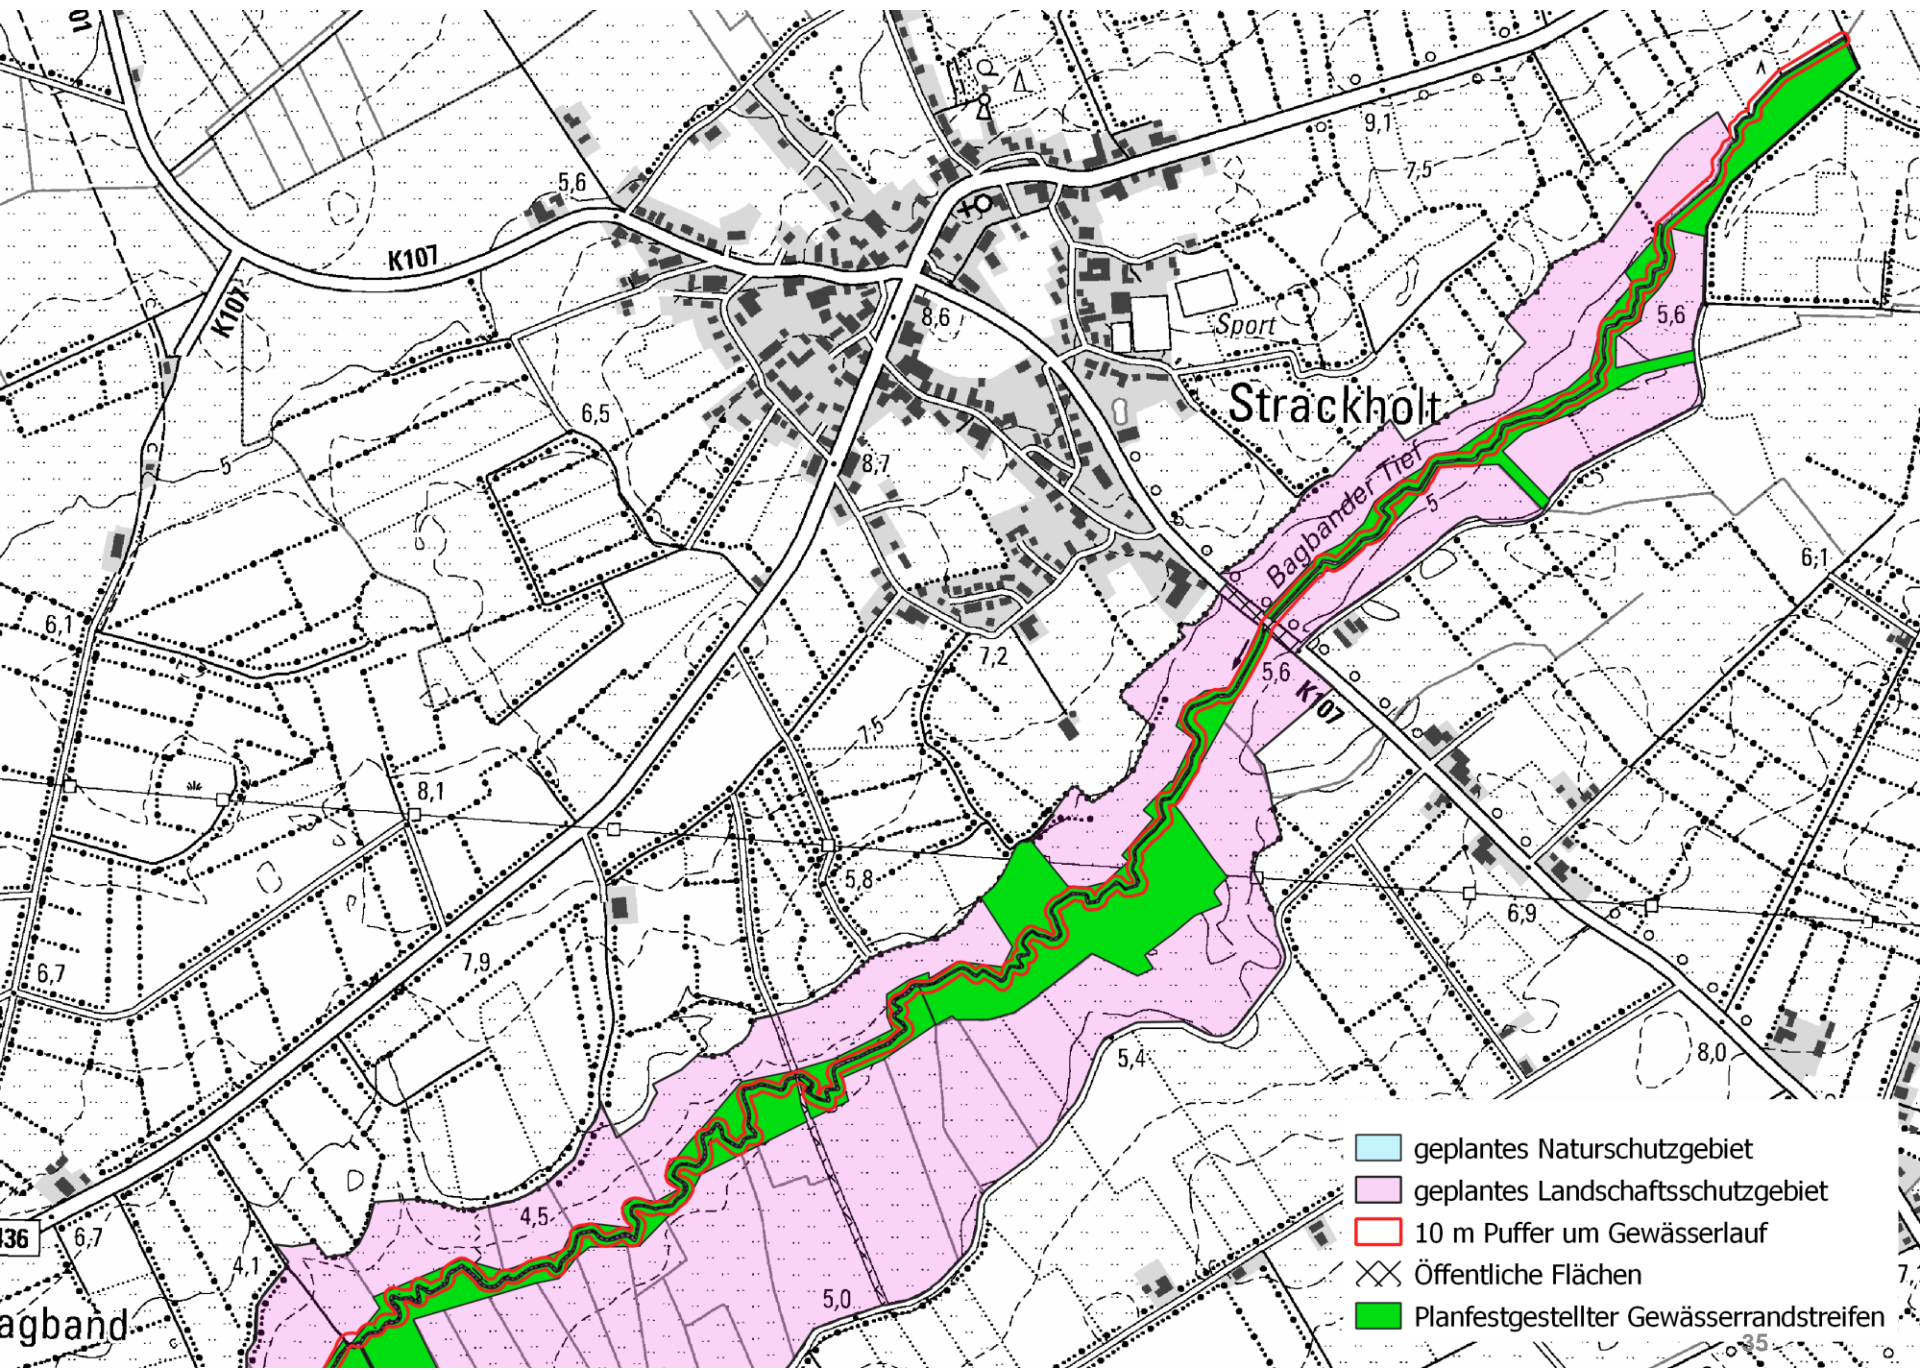 K107
5,6
K107
9,1
7,5
8,6
Sport
5,6
Strackholt
6,5
8,7
5
Bagbander Tief
5
6,1
6,1
7,2
5,6
K107
7,5
8,1
5,8
6,9
7,9
6,7
5,4
8,0
4,5
6,7
4,1
5,0
agband
geplantes Naturschutzgebiet
geplantes Landschaftsschutzgebiet
10 m Puffer um Gewässerlauf
Öffentliche Flächen
Planfestgestellter Gewässerrandstreifen
35